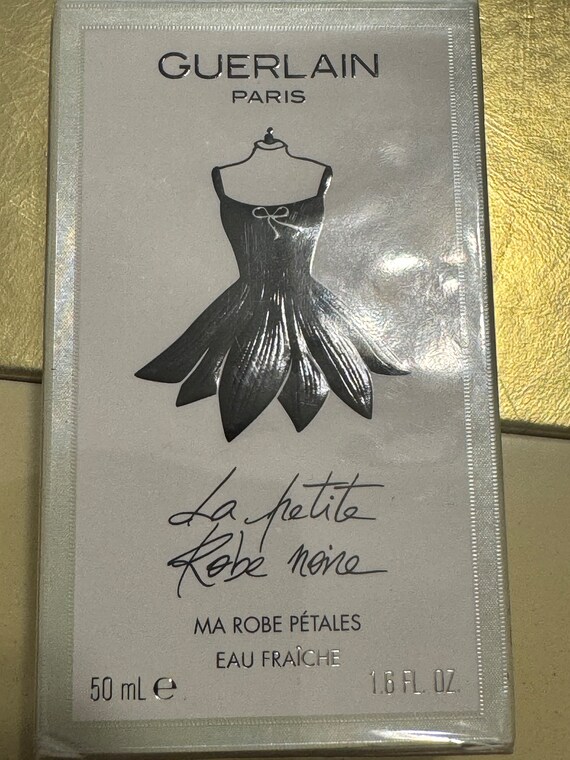 GUERLAIN
PARIS
La petite
Robe noire
MA ROBE PÉTALES
EAU FRAÎCHE
50 mL ℮ 1.6 FL. OZ.